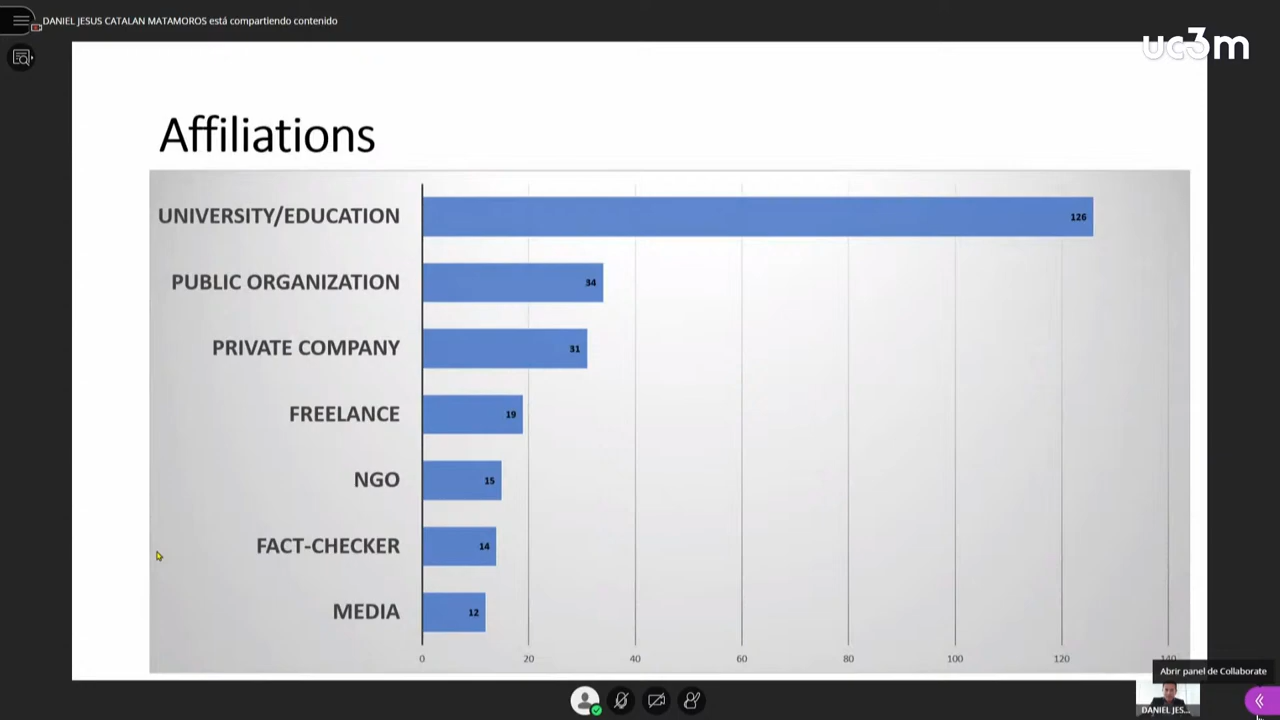 DANIEL JESUS CATALAN MATAMOROS está compartiendo contenido
uc3m
Affiliations
UNIVERSITY/EDUCATION 126
PUBLIC ORGANIZATION 34
PRIVATE COMPANY 31
FREELANCE 19
NGO 15
FACT-CHECKER 14
MEDIA 12
0 20 40 60 80 100 120 140
Abrir panel de Collaborate
DANIEL JES...